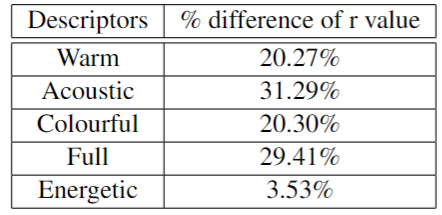 Descriptors % difference of r value
Warm 20.27%
Acoustic 31.29%
Colourful 20.30%
Full 29.41%
Energetic 3.53%